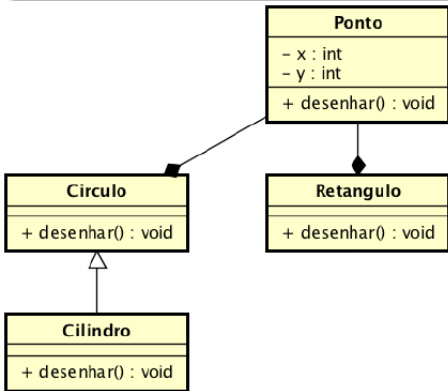 Ponto
- x : int
- y : int
+ desenhar() : void
Circulo
+ desenhar() : void
Retangulo
+ desenhar() : void
Cilindro
+ desenhar() : void